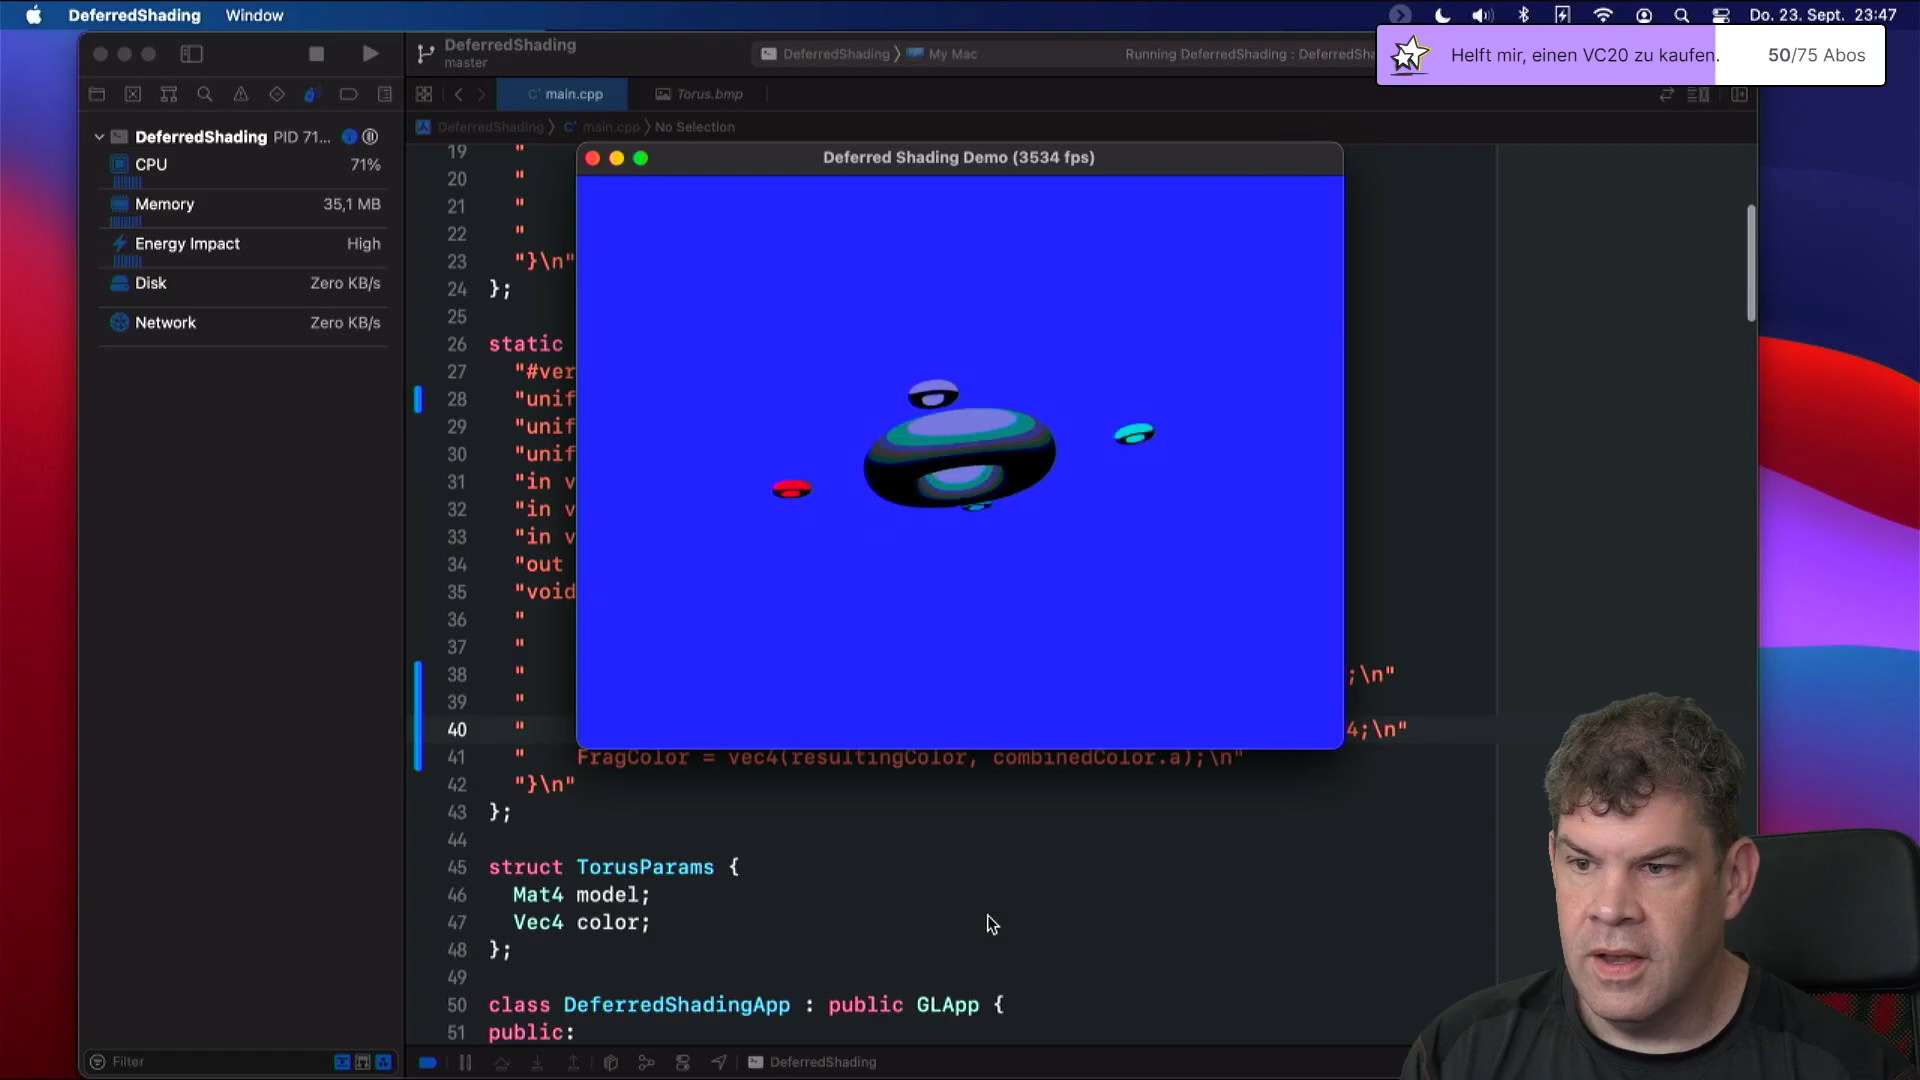 DeferredShading Window
Do. 23. Sept. 23:47
Helft mir, einen VC20 zu kaufen. 50/75 Abos
DeferredShading
master
DeferredShading My Mac
Running DeferredShading : DeferredSha
main.cpp
Torus.bmp
DeferredShading main.cpp No Selection
DeferredShading PID 71...
CPU 71%
Memory 35,1 MB
Energy Impact High
Disk Zero KB/s
Network Zero KB/s
Deferred Shading Demo (3534 fps)
19 "
20 "
21 "
22 "
23 "}\n"
24 };
25
26 static
27 "#ver
28 "unif
29 "unif
30 "unif
31 "in v
32 "in v
33 "in v
34 "out
35 "void
36 "
37 "
38 " ;\n"
39 "
40 " 4;\n"
41 " FragColor = vec4(resultingColor, combinedColor.a);\n"
42 "}\n"
43 };
44
45 struct TorusParams {
46 Mat4 model;
47 Vec4 color;
48 };
49
50 class DeferredShadingApp : public GLApp {
51 public:
Filter
DeferredShading